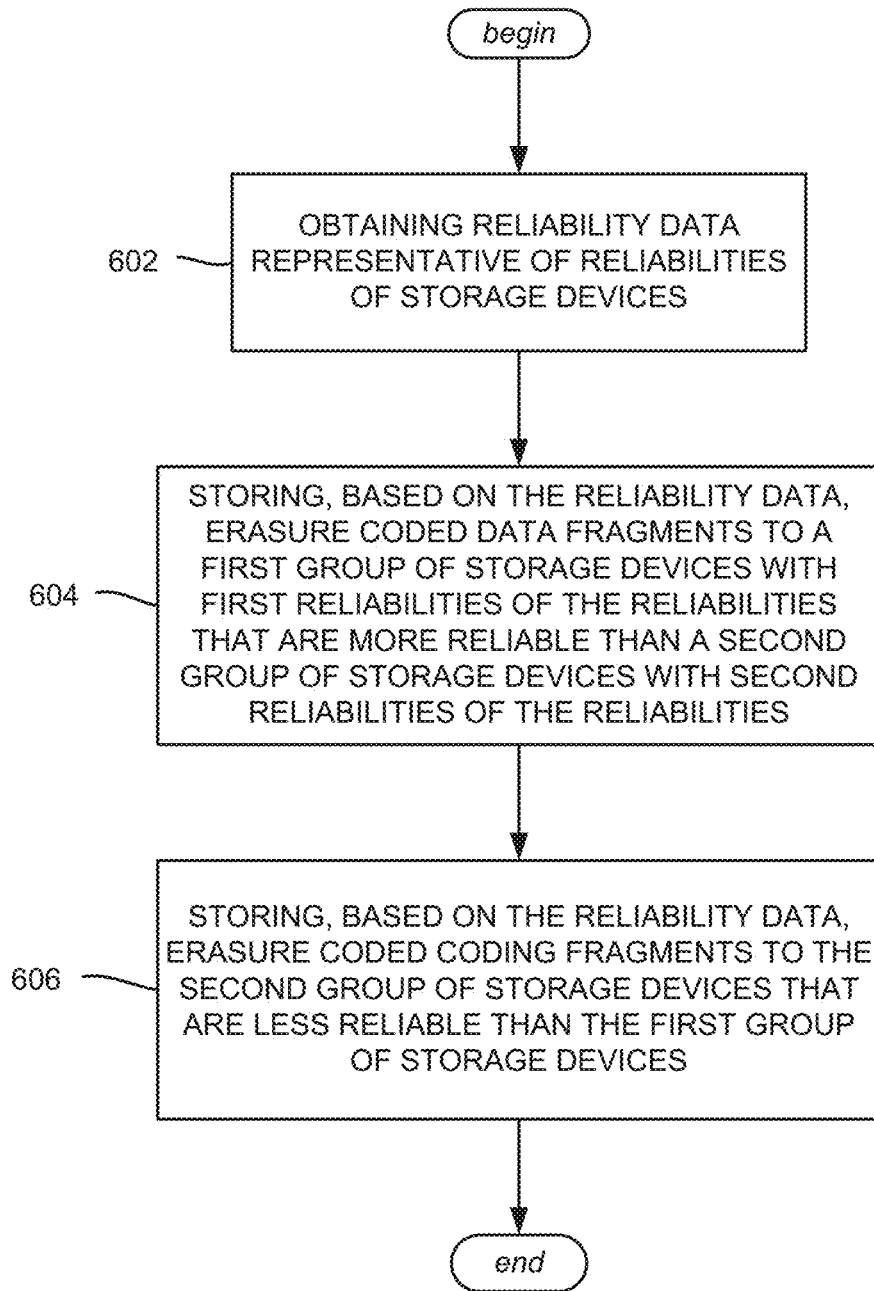 begin
OBTAINING RELIABILITY DATA
REPRESENTATIVE OF RELIABILITIES
OF STORAGE DEVICES
602
STORING, BASED ON THE RELIABILITY DATA,
ERASURE CODED DATA FRAGMENTS TO A
FIRST GROUP OF STORAGE DEVICES WITH
FIRST RELIABILITIES OF THE RELIABILITIES
THAT ARE MORE RELIABLE THAN A SECOND
GROUP OF STORAGE DEVICES WITH SECOND
RELIABILITIES OF THE RELIABILITIES
604
STORING, BASED ON THE RELIABILITY DATA,
ERASURE CODED CODING FRAGMENTS TO THE
SECOND GROUP OF STORAGE DEVICES THAT
ARE LESS RELIABLE THAN THE FIRST GROUP
OF STORAGE DEVICES
606
end